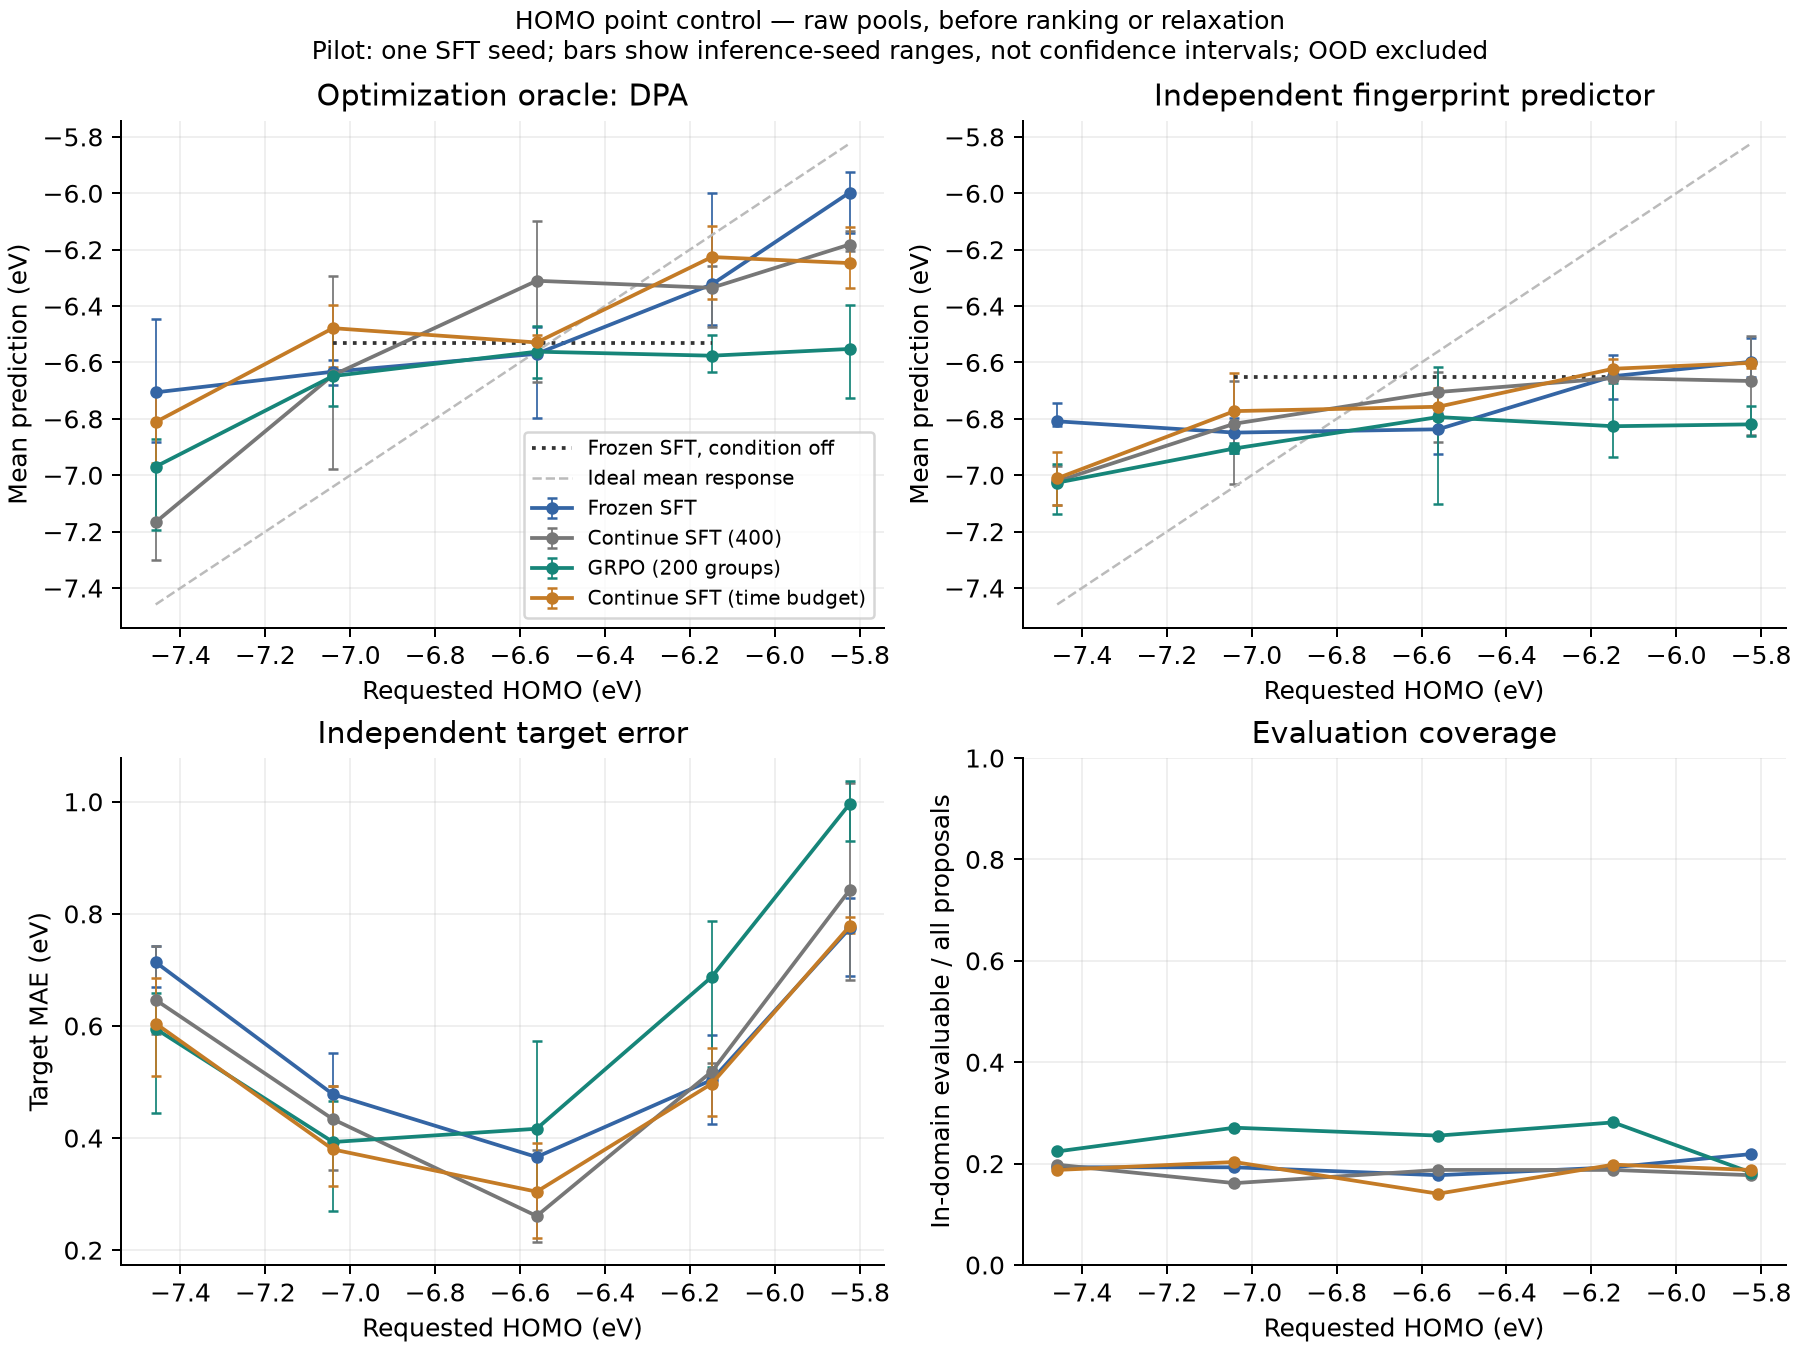 HOMO point control — raw pools, before ranking or relaxation
Pilot: one SFT seed; bars show inference-seed ranges, not confidence intervals; OOD excluded
Optimization oracle: DPA
Mean prediction (eV)
−5.8
−6.0
−6.2
−6.4
−6.6
−6.8
−7.0
−7.2
−7.4
Frozen SFT, condition off
Ideal mean response
Frozen SFT
Continue SFT (400)
GRPO (200 groups)
Continue SFT (time budget)
−7.4 −7.2 −7.0 −6.8 −6.6 −6.4 −6.2 −6.0 −5.8
Requested HOMO (eV)
Independent fingerprint predictor
Mean prediction (eV)
−5.8
−6.0
−6.2
−6.4
−6.6
−6.8
−7.0
−7.2
−7.4
−7.4 −7.2 −7.0 −6.8 −6.6 −6.4 −6.2 −6.0 −5.8
Requested HOMO (eV)
Independent target error
Target MAE (eV)
1.0
0.8
0.6
0.4
0.2
−7.4 −7.2 −7.0 −6.8 −6.6 −6.4 −6.2 −6.0 −5.8
Requested HOMO (eV)
Evaluation coverage
In-domain evaluable / all proposals
1.0
0.8
0.6
0.4
0.2
0.0
−7.4 −7.2 −7.0 −6.8 −6.6 −6.4 −6.2 −6.0 −5.8
Requested HOMO (eV)